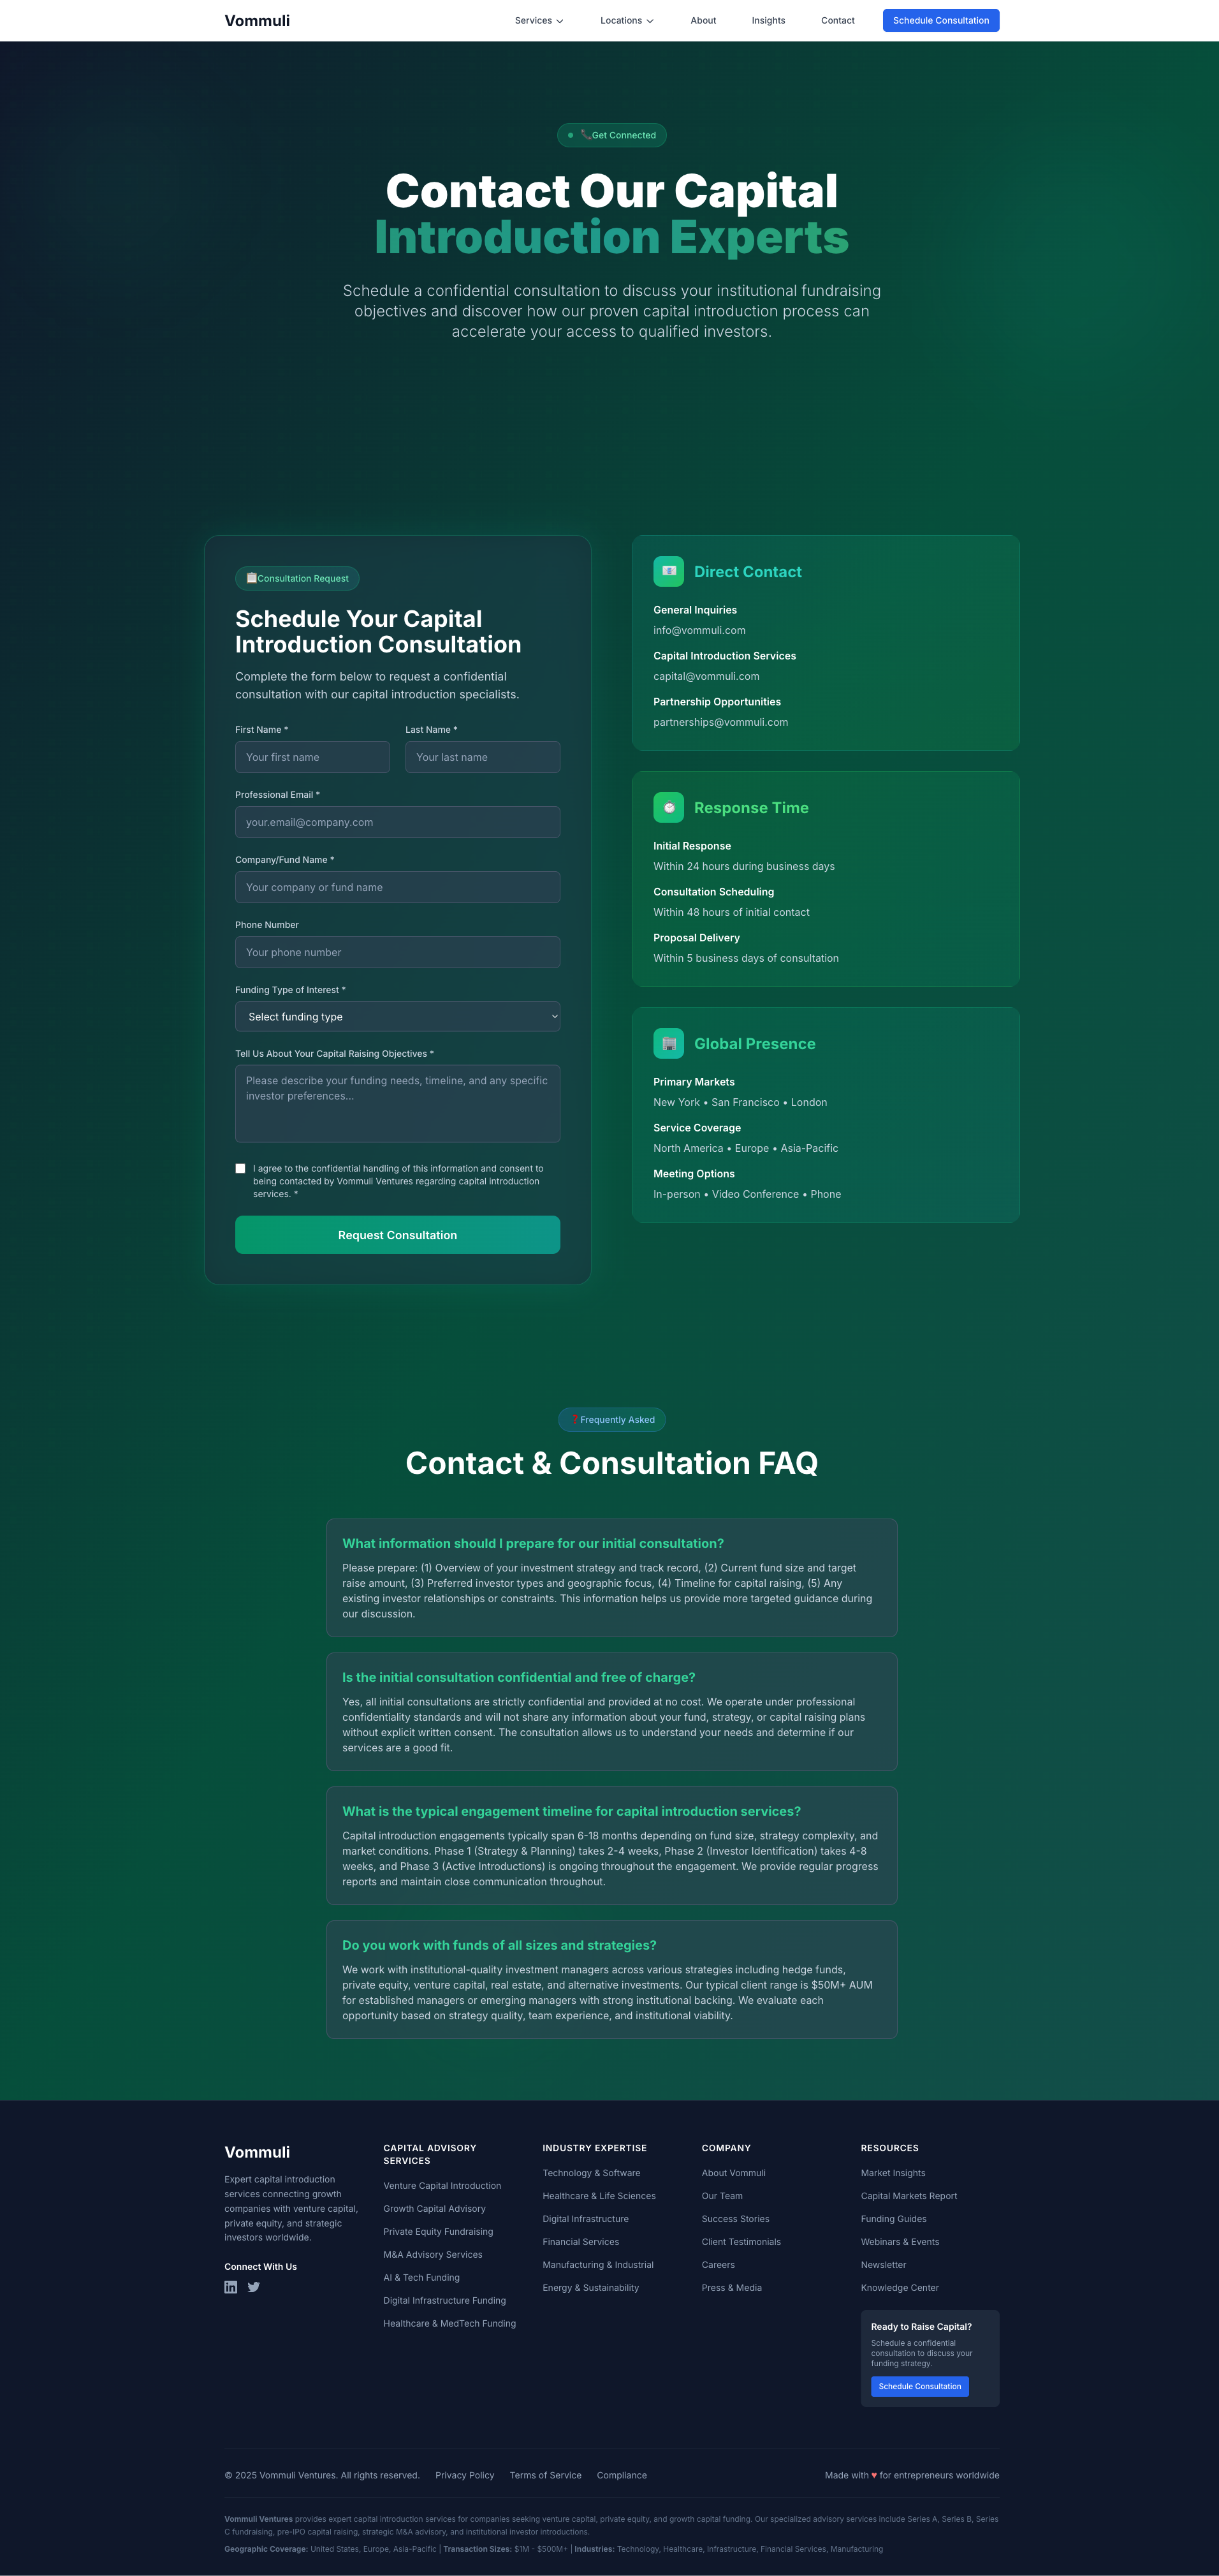 Vommuli
Services
Locations
About
Insights
Contact
Schedule Consultation
Get Connected
Contact Our Capital
Introduction Experts
Schedule a confidential consultation to discuss your institutional fundraising
objectives and discover how our proven capital introduction process can
accelerate your access to qualified investors.
Consultation Request
Schedule Your Capital
Introduction Consultation
Complete the form below to request a confidential
consultation with our capital introduction specialists.
First Name *
Last Name *
Your first name
Your last name
Professional Email *
your.email@company.com
Company/Fund Name *
Your company or fund name
Phone Number
Your phone number
Funding Type of Interest *
Select funding type
Tell Us About Your Capital Raising Objectives *
Please describe your funding needs, timeline, and any specific
investor preferences...
I agree to the confidential handling of this information and consent to
being contacted by Vommuli Ventures regarding capital introduction
services. *
Request Consultation
Direct Contact
General Inquiries
info@vommuli.com
Capital Introduction Services
capital@vommuli.com
Partnership Opportunities
partnerships@vommuli.com
Response Time
Initial Response
Within 24 hours during business days
Consultation Scheduling
Within 48 hours of initial contact
Proposal Delivery
Within 5 business days of consultation
Global Presence
Primary Markets
New York • San Francisco • London
Service Coverage
North America • Europe • Asia-Pacific
Meeting Options
In-person • Video Conference • Phone
Frequently Asked
Contact & Consultation FAQ
What information should I prepare for our initial consultation?
Please prepare: (1) Overview of your investment strategy and track record, (2) Current fund size and target
raise amount, (3) Preferred investor types and geographic focus, (4) Timeline for capital raising, (5) Any
existing investor relationships or constraints. This information helps us provide more targeted guidance during
our discussion.
Is the initial consultation confidential and free of charge?
Yes, all initial consultations are strictly confidential and provided at no cost. We operate under professional
confidentiality standards and will not share any information about your fund, strategy, or capital raising plans
without explicit written consent. The consultation allows us to understand your needs and determine if our
services are a good fit.
What is the typical engagement timeline for capital introduction services?
Capital introduction engagements typically span 6-18 months depending on fund size, strategy complexity, and
market conditions. Phase 1 (Strategy & Planning) takes 2-4 weeks, Phase 2 (Investor Identification) takes 4-8
weeks, and Phase 3 (Active Introductions) is ongoing throughout the engagement. We provide regular progress
reports and maintain close communication throughout.
Do you work with funds of all sizes and strategies?
We work with institutional-quality investment managers across various strategies including hedge funds,
private equity, venture capital, real estate, and alternative investments. Our typical client range is $50M+ AUM
for established managers or emerging managers with strong institutional backing. We evaluate each
opportunity based on strategy quality, team experience, and institutional viability.
Vommuli
Expert capital introduction
services connecting growth
companies with venture capital,
private equity, and strategic
investors worldwide.
Connect With Us
CAPITAL ADVISORY
SERVICES
Venture Capital Introduction
Growth Capital Advisory
Private Equity Fundraising
M&A Advisory Services
AI & Tech Funding
Digital Infrastructure Funding
Healthcare & MedTech Funding
INDUSTRY EXPERTISE
Technology & Software
Healthcare & Life Sciences
Digital Infrastructure
Financial Services
Manufacturing & Industrial
Energy & Sustainability
COMPANY
About Vommuli
Our Team
Success Stories
Client Testimonials
Careers
Press & Media
RESOURCES
Market Insights
Capital Markets Report
Funding Guides
Webinars & Events
Newsletter
Knowledge Center
Ready to Raise Capital?
Schedule a confidential
consultation to discuss your
funding strategy.
Schedule Consultation
© 2025 Vommuli Ventures. All rights reserved.
Privacy Policy
Terms of Service
Compliance
Made with ♥ for entrepreneurs worldwide
Vommuli Ventures provides expert capital introduction services for companies seeking venture capital, private equity, and growth capital funding. Our specialized advisory services include Series A, Series B, Series
C fundraising, pre-IPO capital raising, strategic M&A advisory, and institutional investor introductions.
Geographic Coverage: United States, Europe, Asia-Pacific | Transaction Sizes: $1M - $500M+ | Industries: Technology, Healthcare, Infrastructure, Financial Services, Manufacturing